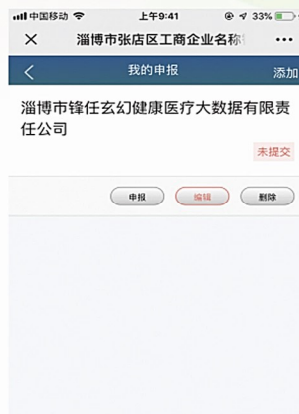 中国移动 上午9:41 33%
淄博市张店区工商企业名称
我的申报 添加
淄博市锋任玄幻健康医疗大数据有限责
任公司
未提交
申报 编辑 删除